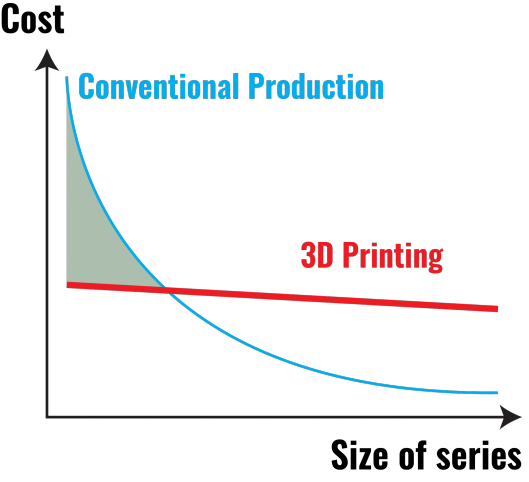 Cost
Conventional Production
3D Printing
Size of series